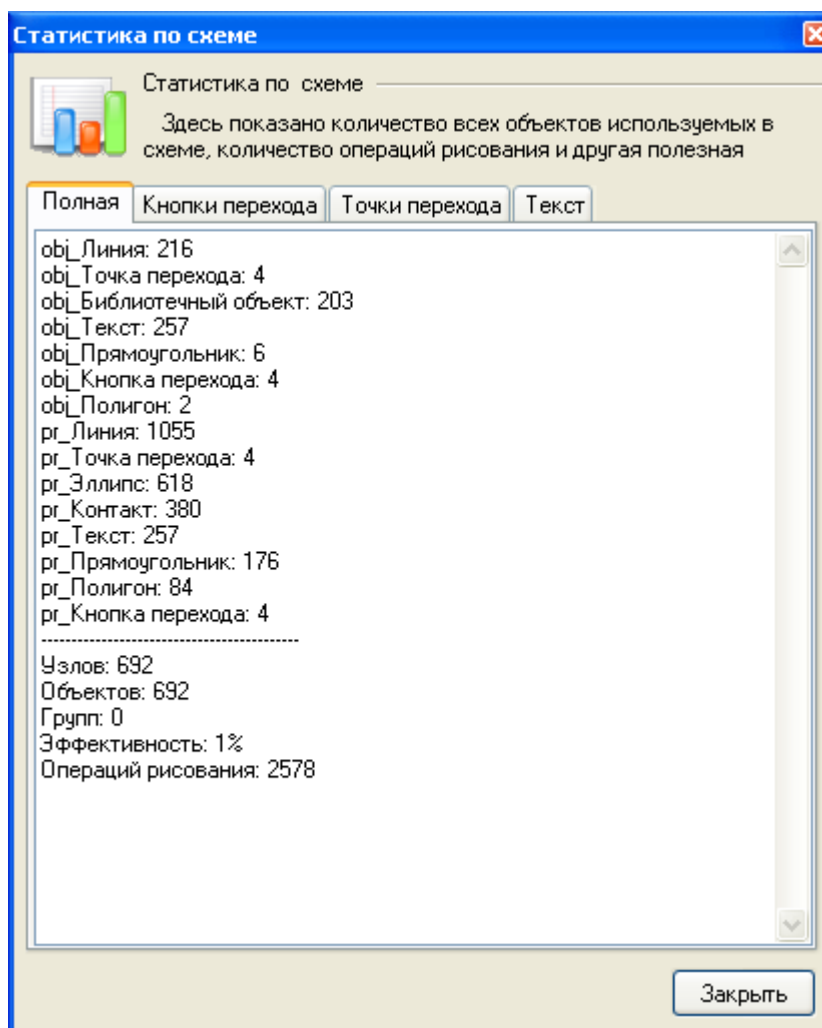 Статистика по схеме
Статистика по схеме
Здесь показано количество всех объектов используемых в
схеме, количество операций рисования и другая полезная
Полная Кнопки перехода Точки перехода Текст
obj_Линия: 216
obj_Точка перехода: 4
obj_Библиотечный объект: 203
obj_Текст: 257
obj_Прямоугольник: 6
obj_Кнопка перехода: 4
obj_Полигон: 2
pr_Линия: 1055
pr_Точка перехода: 4
pr_Эллипс: 618
pr_Контакт: 380
pr_Текст: 257
pr_Прямоугольник: 176
pr_Полигон: 84
pr_Кнопка перехода: 4
-------------------------------------------
Узлов: 692
Объектов: 692
Групп: 0
Эффективность: 1%
Операций рисования: 2578
Закрыть